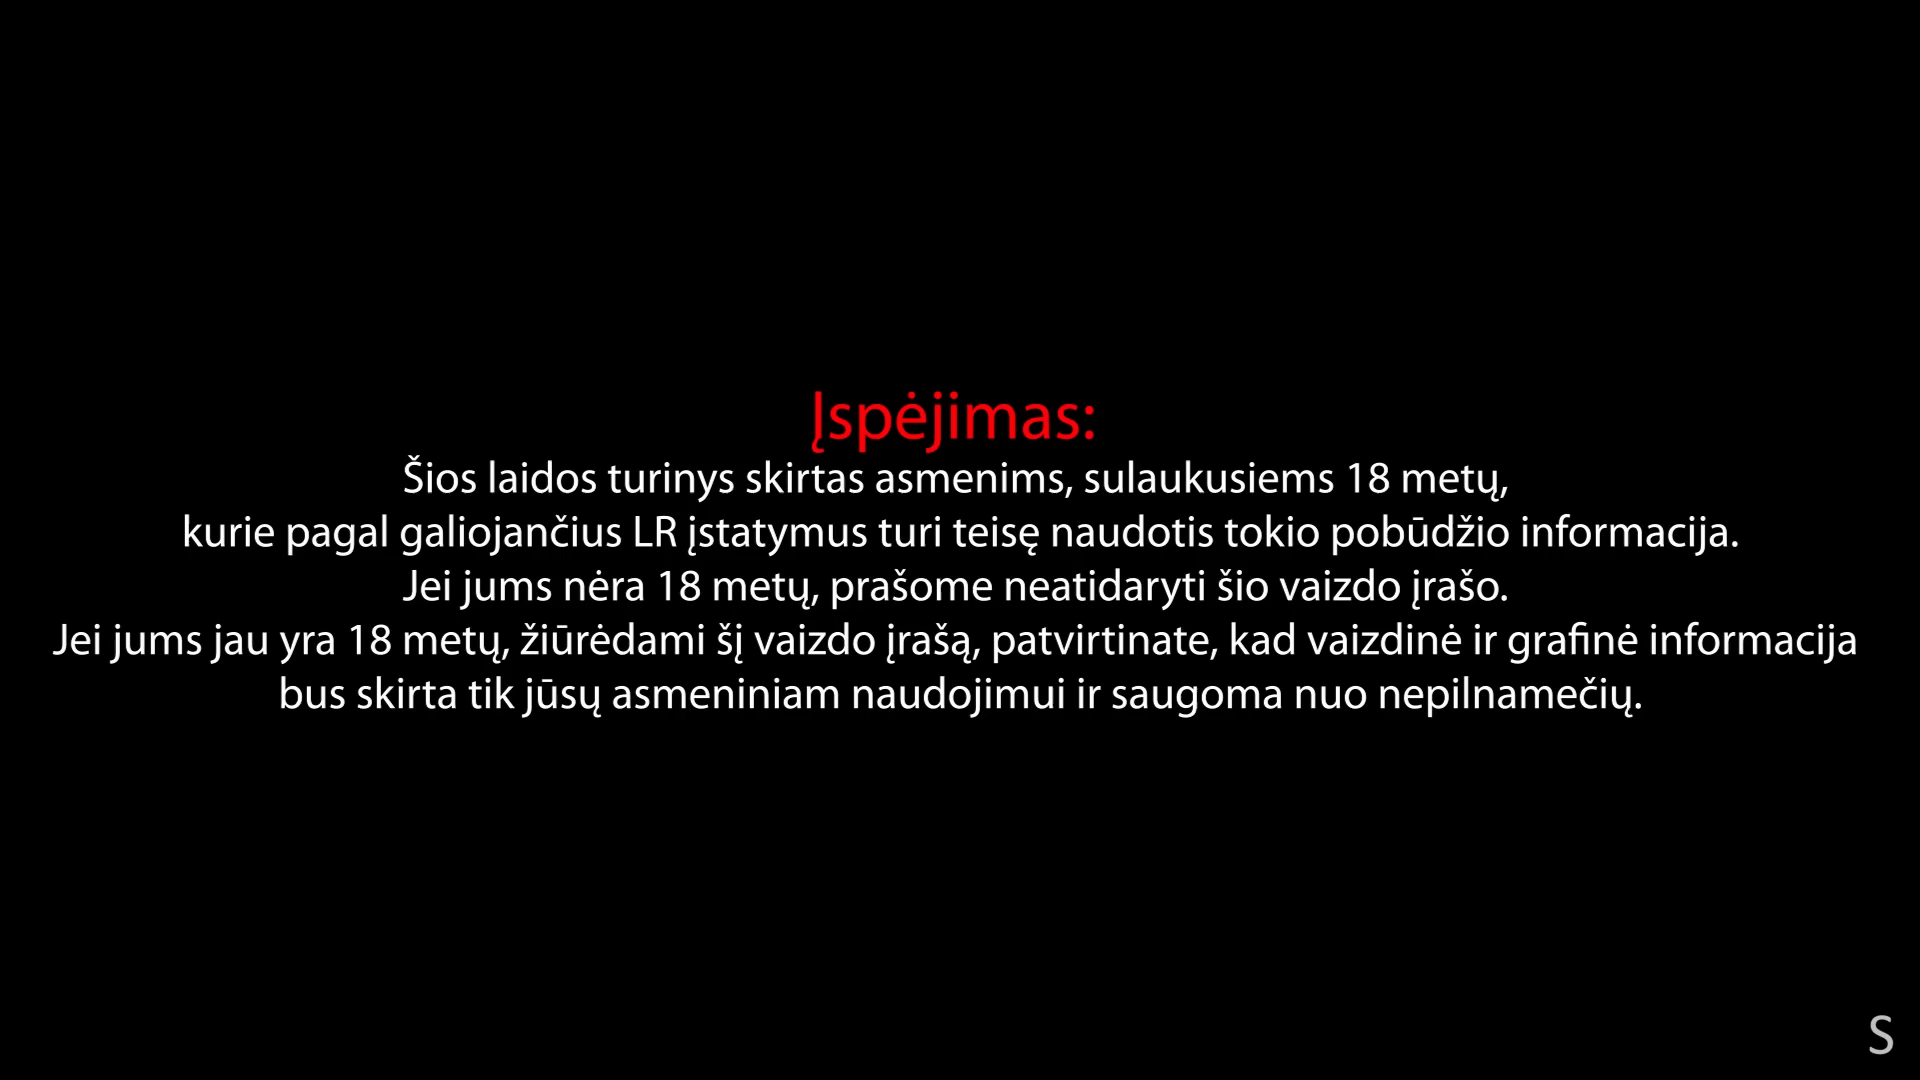 Įspėjimas:
Šios laidos turinys skirtas asmenims, sulaukusiems 18 metų,
kurie pagal galiojančius LR įstatymus turi teisę naudotis tokio pobūdžio informacija.
Jei jums nėra 18 metų, prašome neatidaryti šio vaizdo įrašo.
Jei jums jau yra 18 metų, žiūrėdami šį vaizdo įrašą, patvirtinate, kad vaizdinė ir grafinė informacija
bus skirta tik jūsų asmeniniam naudojimui ir saugoma nuo nepilnamečių.
S